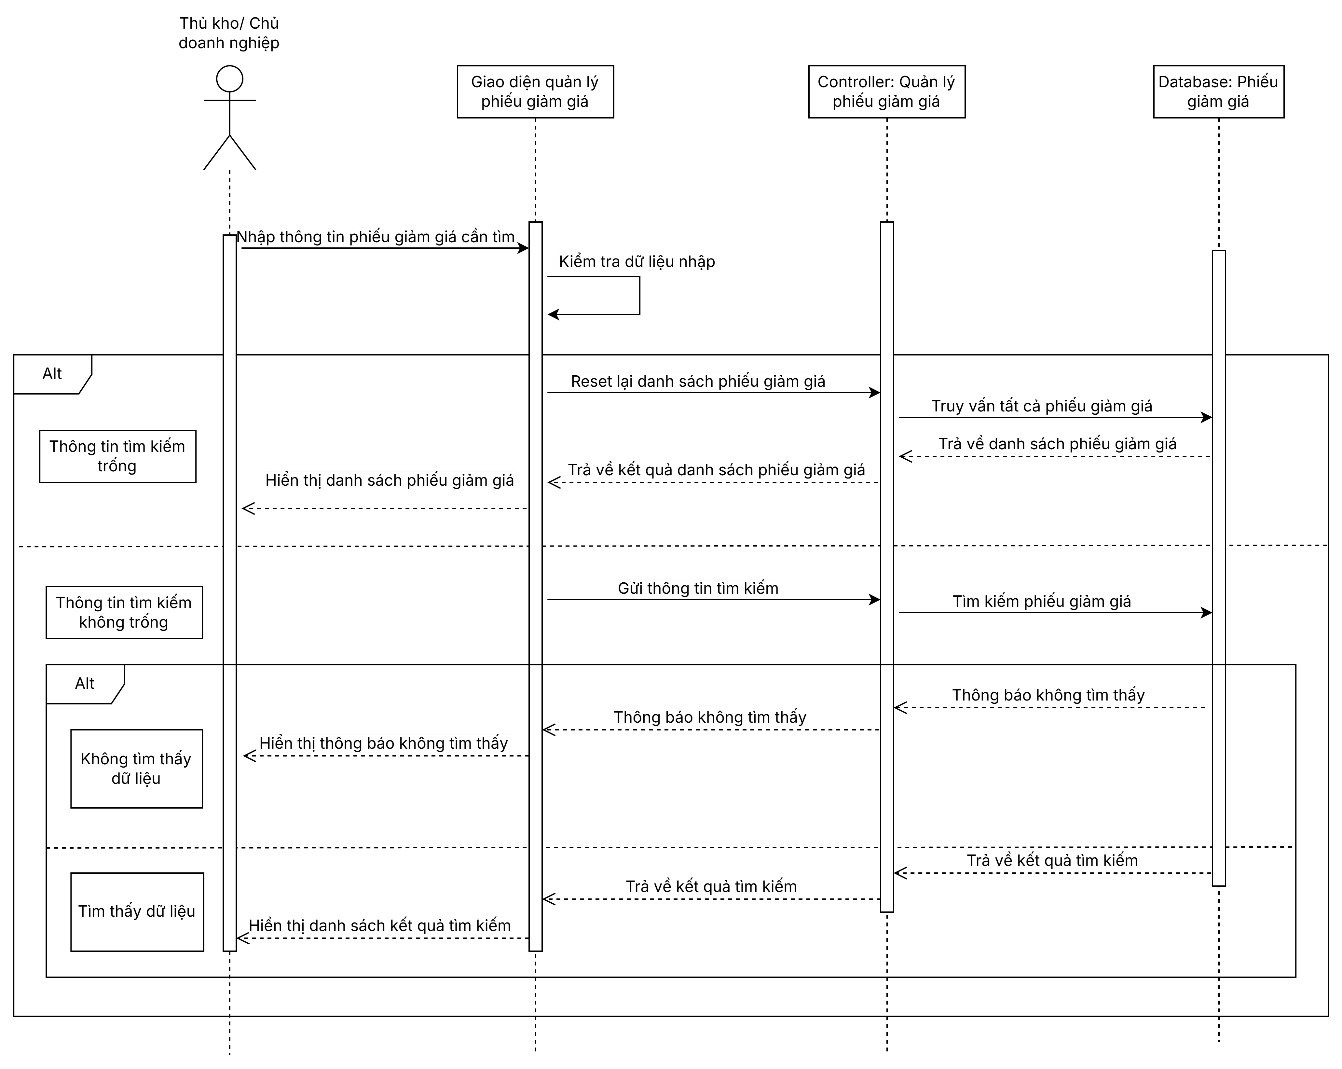 Thủ kho/ Chủ
doanh nghiệp
Giao diện quản lý
phiếu giảm giá
Controller: Quản lý
phiếu giảm giá
Database: Phiếu
giảm giá
Nhập thông tin phiếu giảm giá cần tìm
Kiểm tra dữ liệu nhập
Alt
Reset lại danh sách phiếu giảm giá
Truy vấn tất cả phiếu giảm giá
Thông tin tìm kiếm
trống
Trả về danh sách phiếu giảm giá
Trả về kết quả danh sách phiếu giảm giá
Hiển thị danh sách phiếu giảm giá
Gửi thông tin tìm kiếm
Thông tin tìm kiếm
không trống
Tìm kiếm phiếu giảm giá
Alt
Thông báo không tìm thấy
Thông báo không tìm thấy
Hiển thị thông báo không tìm thấy
Không tìm thấy
dữ liệu
Trả về kết quả tìm kiếm
Trả về kết quả tìm kiếm
Tìm thấy dữ liệu
Hiển thị danh sách kết quả tìm kiếm